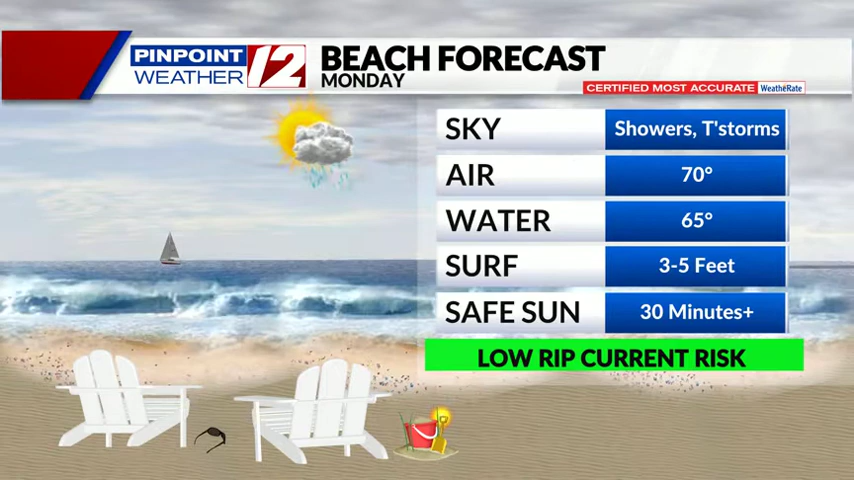 PINPOINT
WEATHER 12
BEACH FORECAST
MONDAY
CERTIFIED MOST ACCURATE WeatheRate
SKY Showers, T'storms
AIR 70°
WATER 65°
SURF 3-5 Feet
SAFE SUN 30 Minutes+
LOW RIP CURRENT RISK